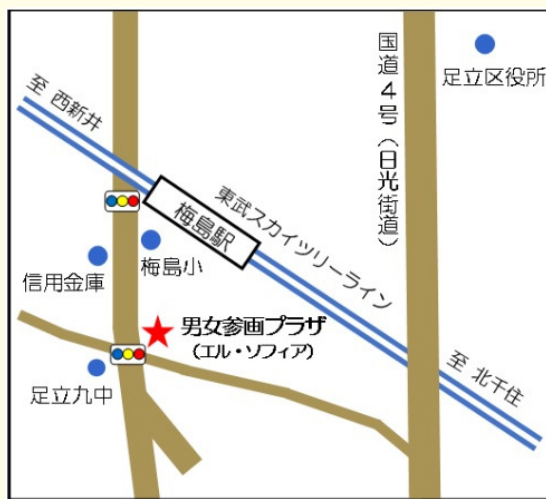 足立区役所
国道4号（日光街道）
至 西新井
梅島駅
東武スカイツリーライン
信用金庫
梅島小
男女参画プラザ
（エル・ソフィア）
足立九中
至 北千住